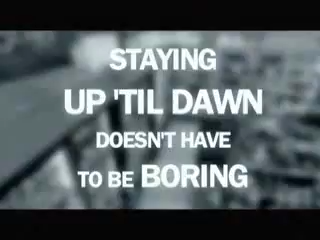 STAYING
UP 'TIL DAWN
DOESN'T HAVE
TO BE BORING